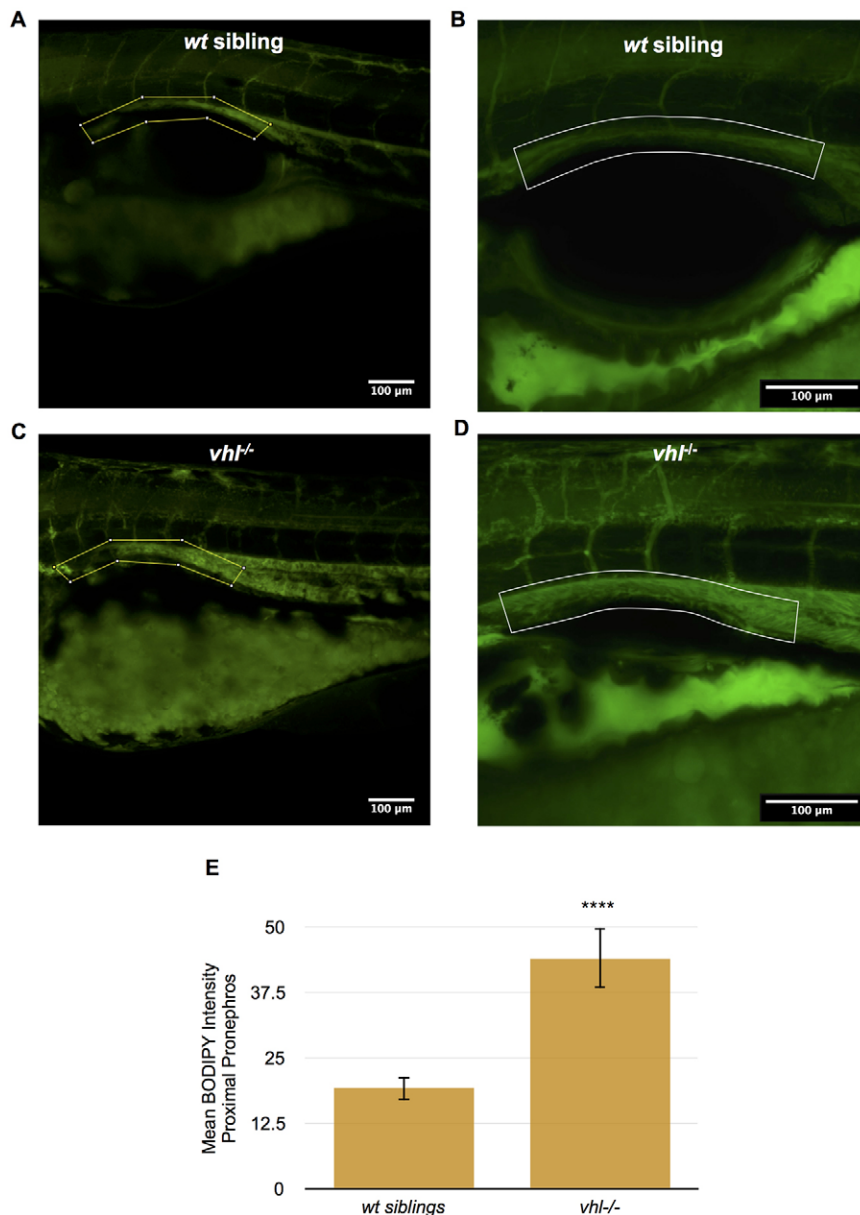 A
wt sibling
100 µm
B
wt sibling
100 µm
C
vhl-/-
100 µm
D
vhl-/-
100 µm
E
****
50
37.5
25
12.5
0
Mean BODIPY Intensity
Proximal Pronephros
wt siblings
vhl-/-